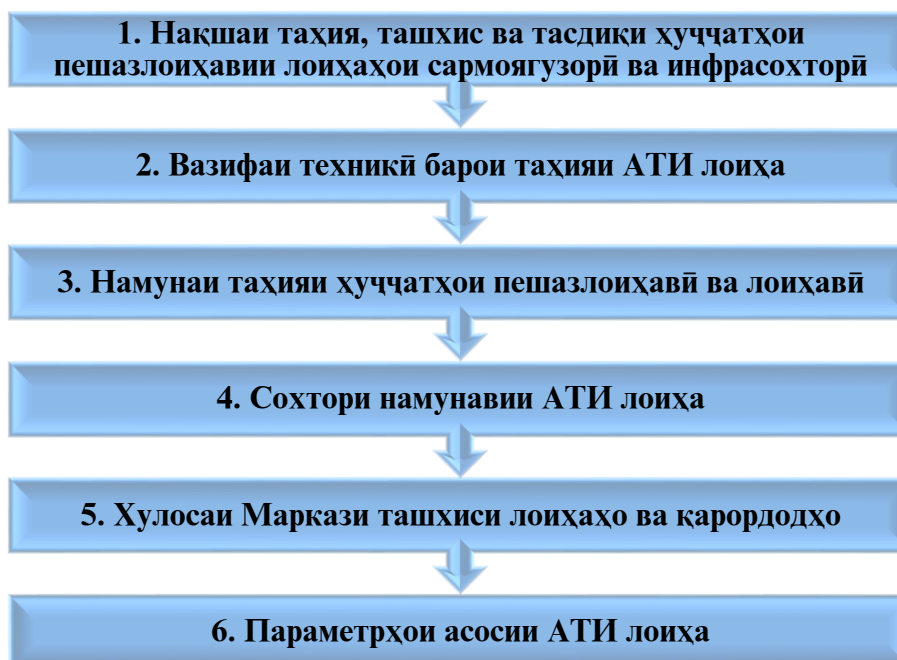 1. Нақшаи таҳия, ташхис ва тасдиқи ҳуҷҷатҳои
пешазлоиҳавии лоиҳаҳои сармоягузорӣ ва инфрасохторӣ
2. Вазифаи техникӣ барои таҳияи АТИ лоиҳа
3. Намунаи таҳияи ҳуҷҷатҳои пешазлоиҳавӣ ва лоиҳавӣ
4. Сохтори намунавии АТИ лоиҳа
5. Хулосаи Маркази ташхиси лоиҳаҳо ва қарордодҳо
6. Параметрҳои асосии АТИ лоиҳа